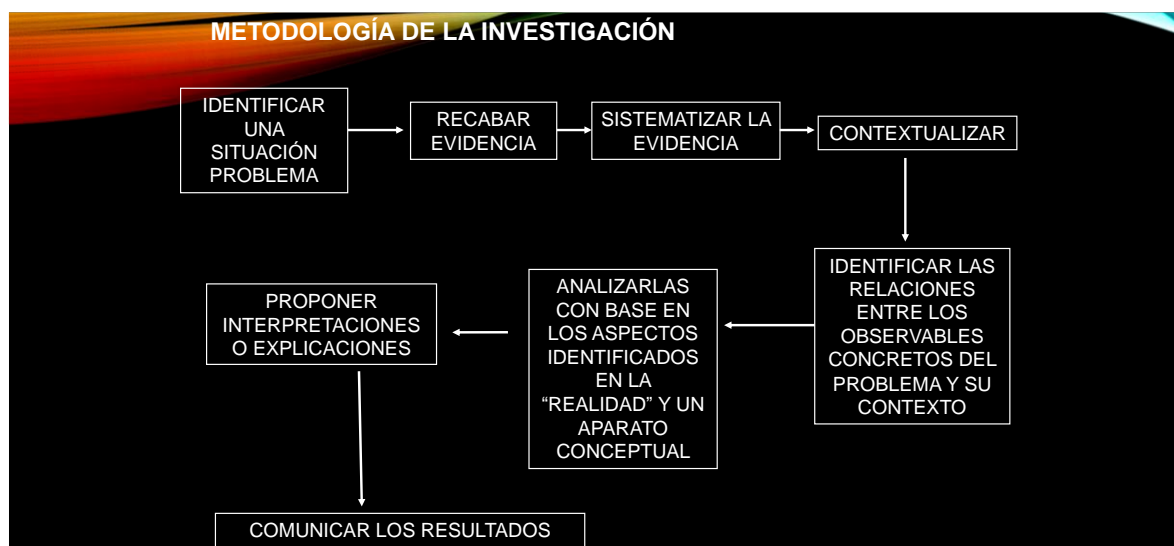 METODOLOGÍA DE LA INVESTIGACIÓN
IDENTIFICAR
UNA
SITUACIÓN
PROBLEMA
RECABAR
EVIDENCIA
SISTEMATIZAR LA
EVIDENCIA
CONTEXTUALIZAR
IDENTIFICAR LAS
RELACIONES
ENTRE LOS
OBSERVABLES
CONCRETOS DEL
PROBLEMA Y SU
CONTEXTO
ANALIZARLAS
CON BASE EN
LOS ASPECTOS
IDENTIFICADOS
EN LA
“REALIDAD” Y UN
APARATO
CONCEPTUAL
PROPONER
INTERPRETACIONES
O EXPLICACIONES
COMUNICAR LOS RESULTADOS